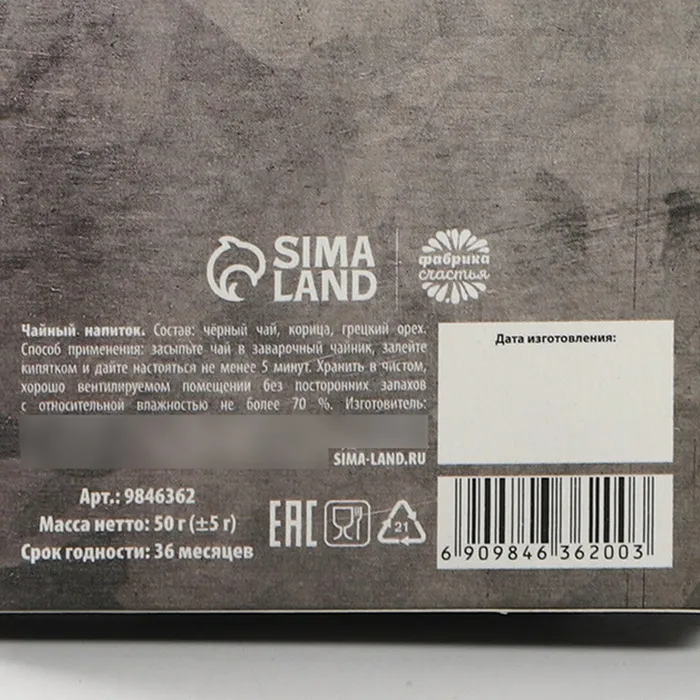 SIMA
LAND
фабрика
счастья
Чайный напиток. Состав: чёрный чай, корица, грецкий орех.
Способ применения: засыпьте чай в заварочный чайник, залейте
кипятком и дайте настояться не менее 5 минут. Хранить в чистом,
хорошо вентилируемом помещении без посторонних запахов
с относительной влажностью не более 70 %. Изготовитель:
SIMA-LAND.RU
Дата изготовления:
Арт.: 9846362
Масса нетто: 50 г (±5 г)
Срок годности: 36 месяцев
EAC
21
6 909846 362003